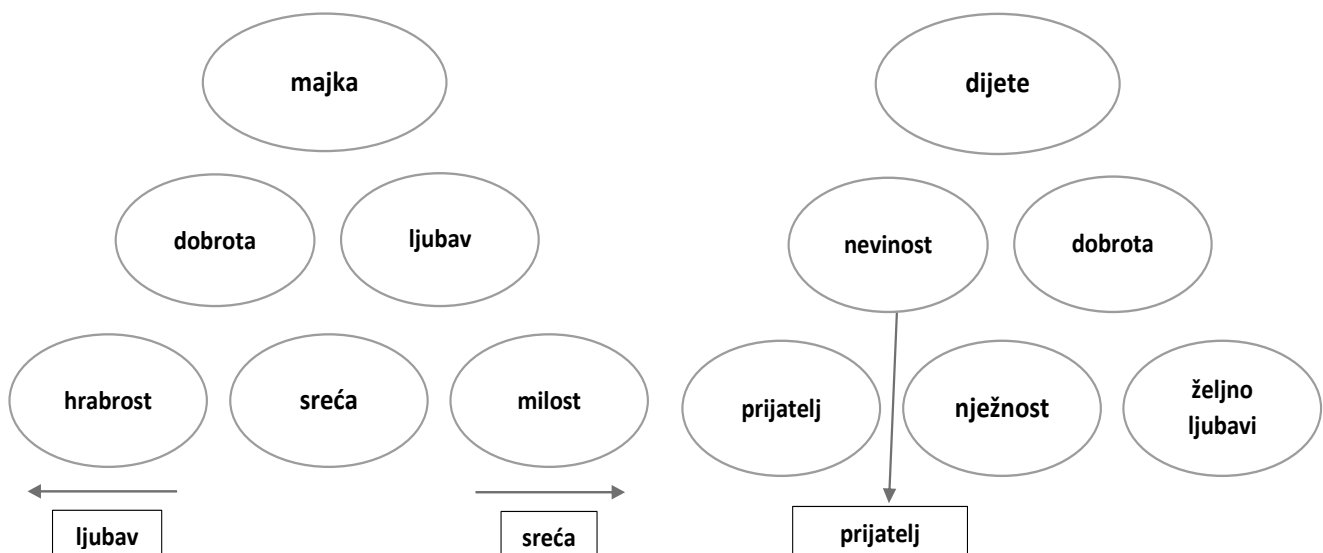 majka
dijete
dobrota
ljubav
nevinost
dobrota
hrabrost
sreća
milost
prijatelj
nježnost
željno
ljubavi
ljubav
sreća
prijatelj